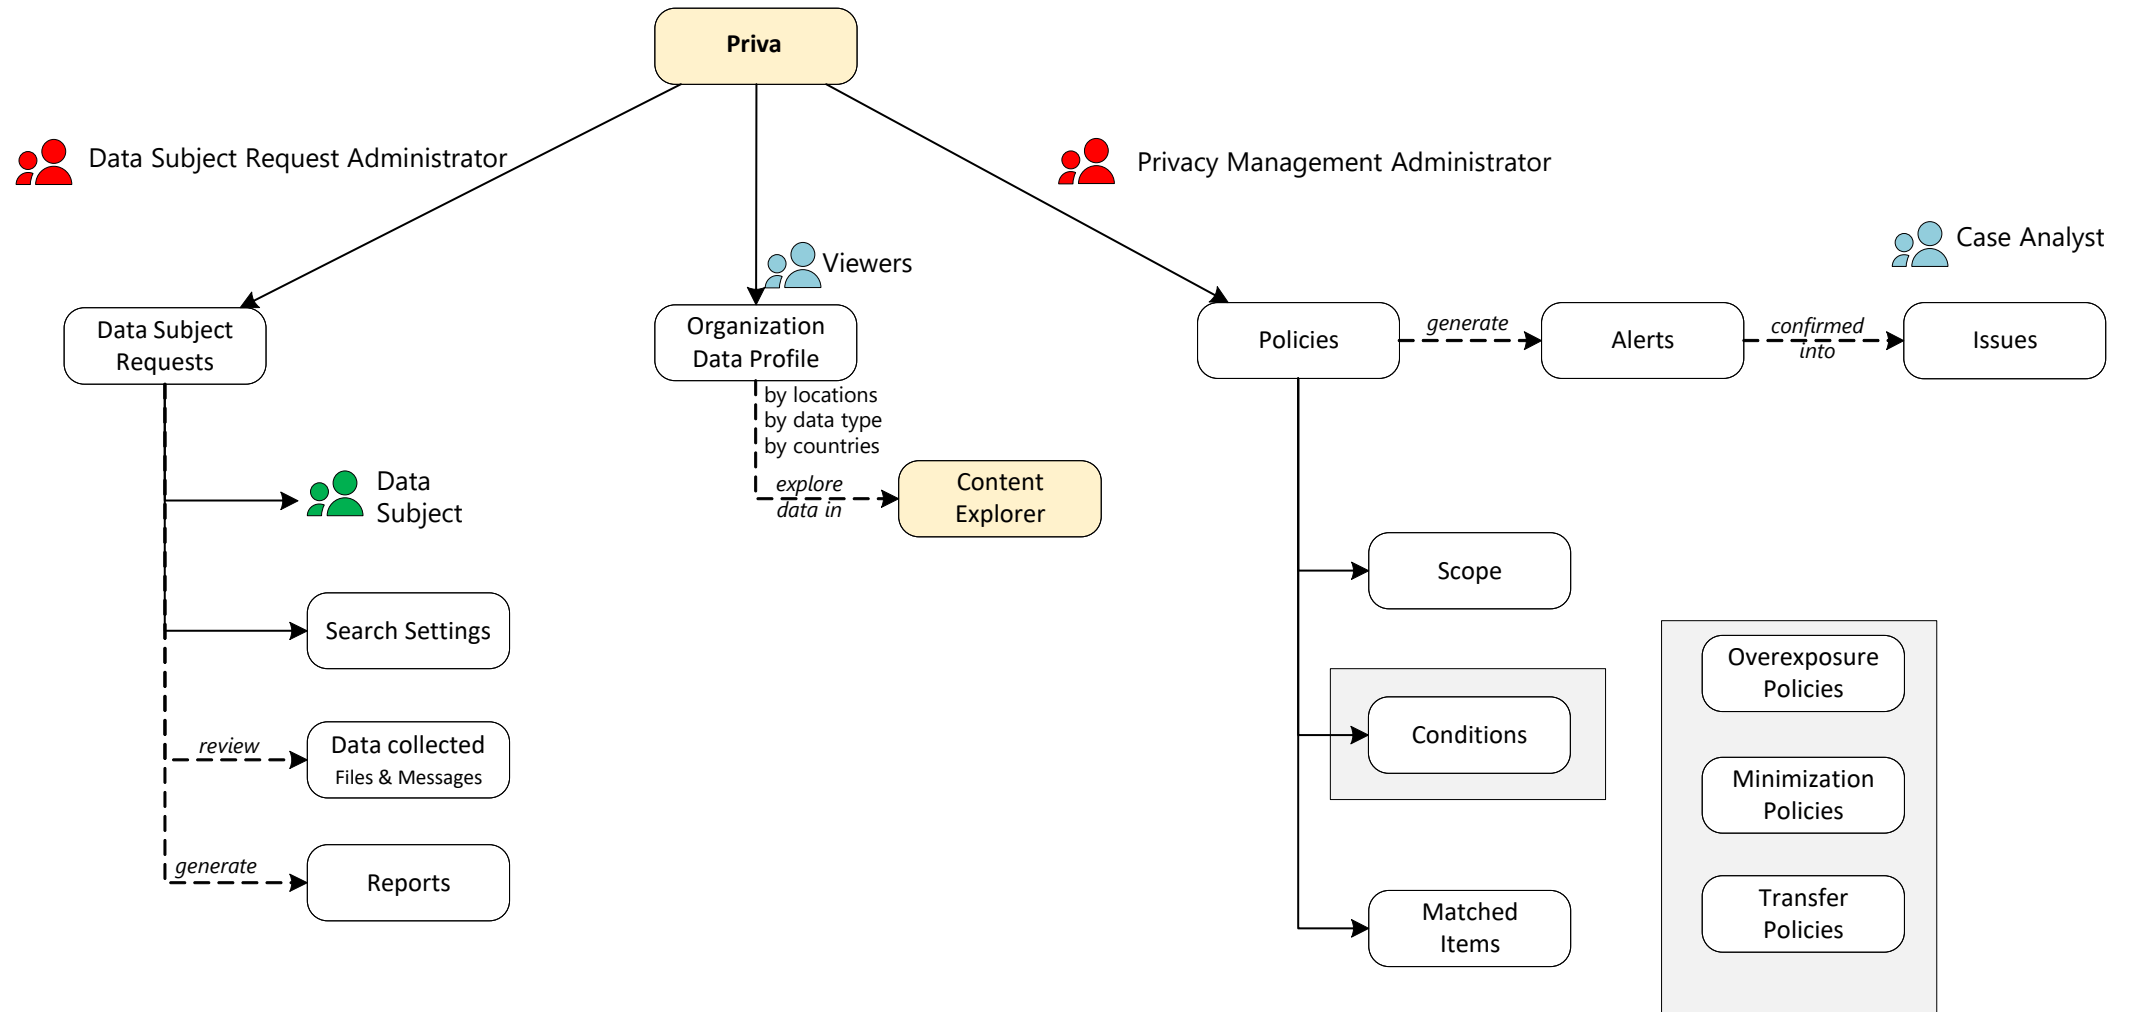 Priva
Data Subject Request Administrator
Privacy Management Administrator
Case Analyst
Viewers
Data Subject
Requests
Organization
Data Profile
Policies
generate
Alerts
confirmed
into
Issues
by locations
by data type
by countries
explore
data in
Content
Explorer
Data
Subject
Search Settings
review
Data collected
Files & Messages
generate
Reports
Scope
Conditions
Matched
Items
Overexposure
Policies
Minimization
Policies
Transfer
Policies